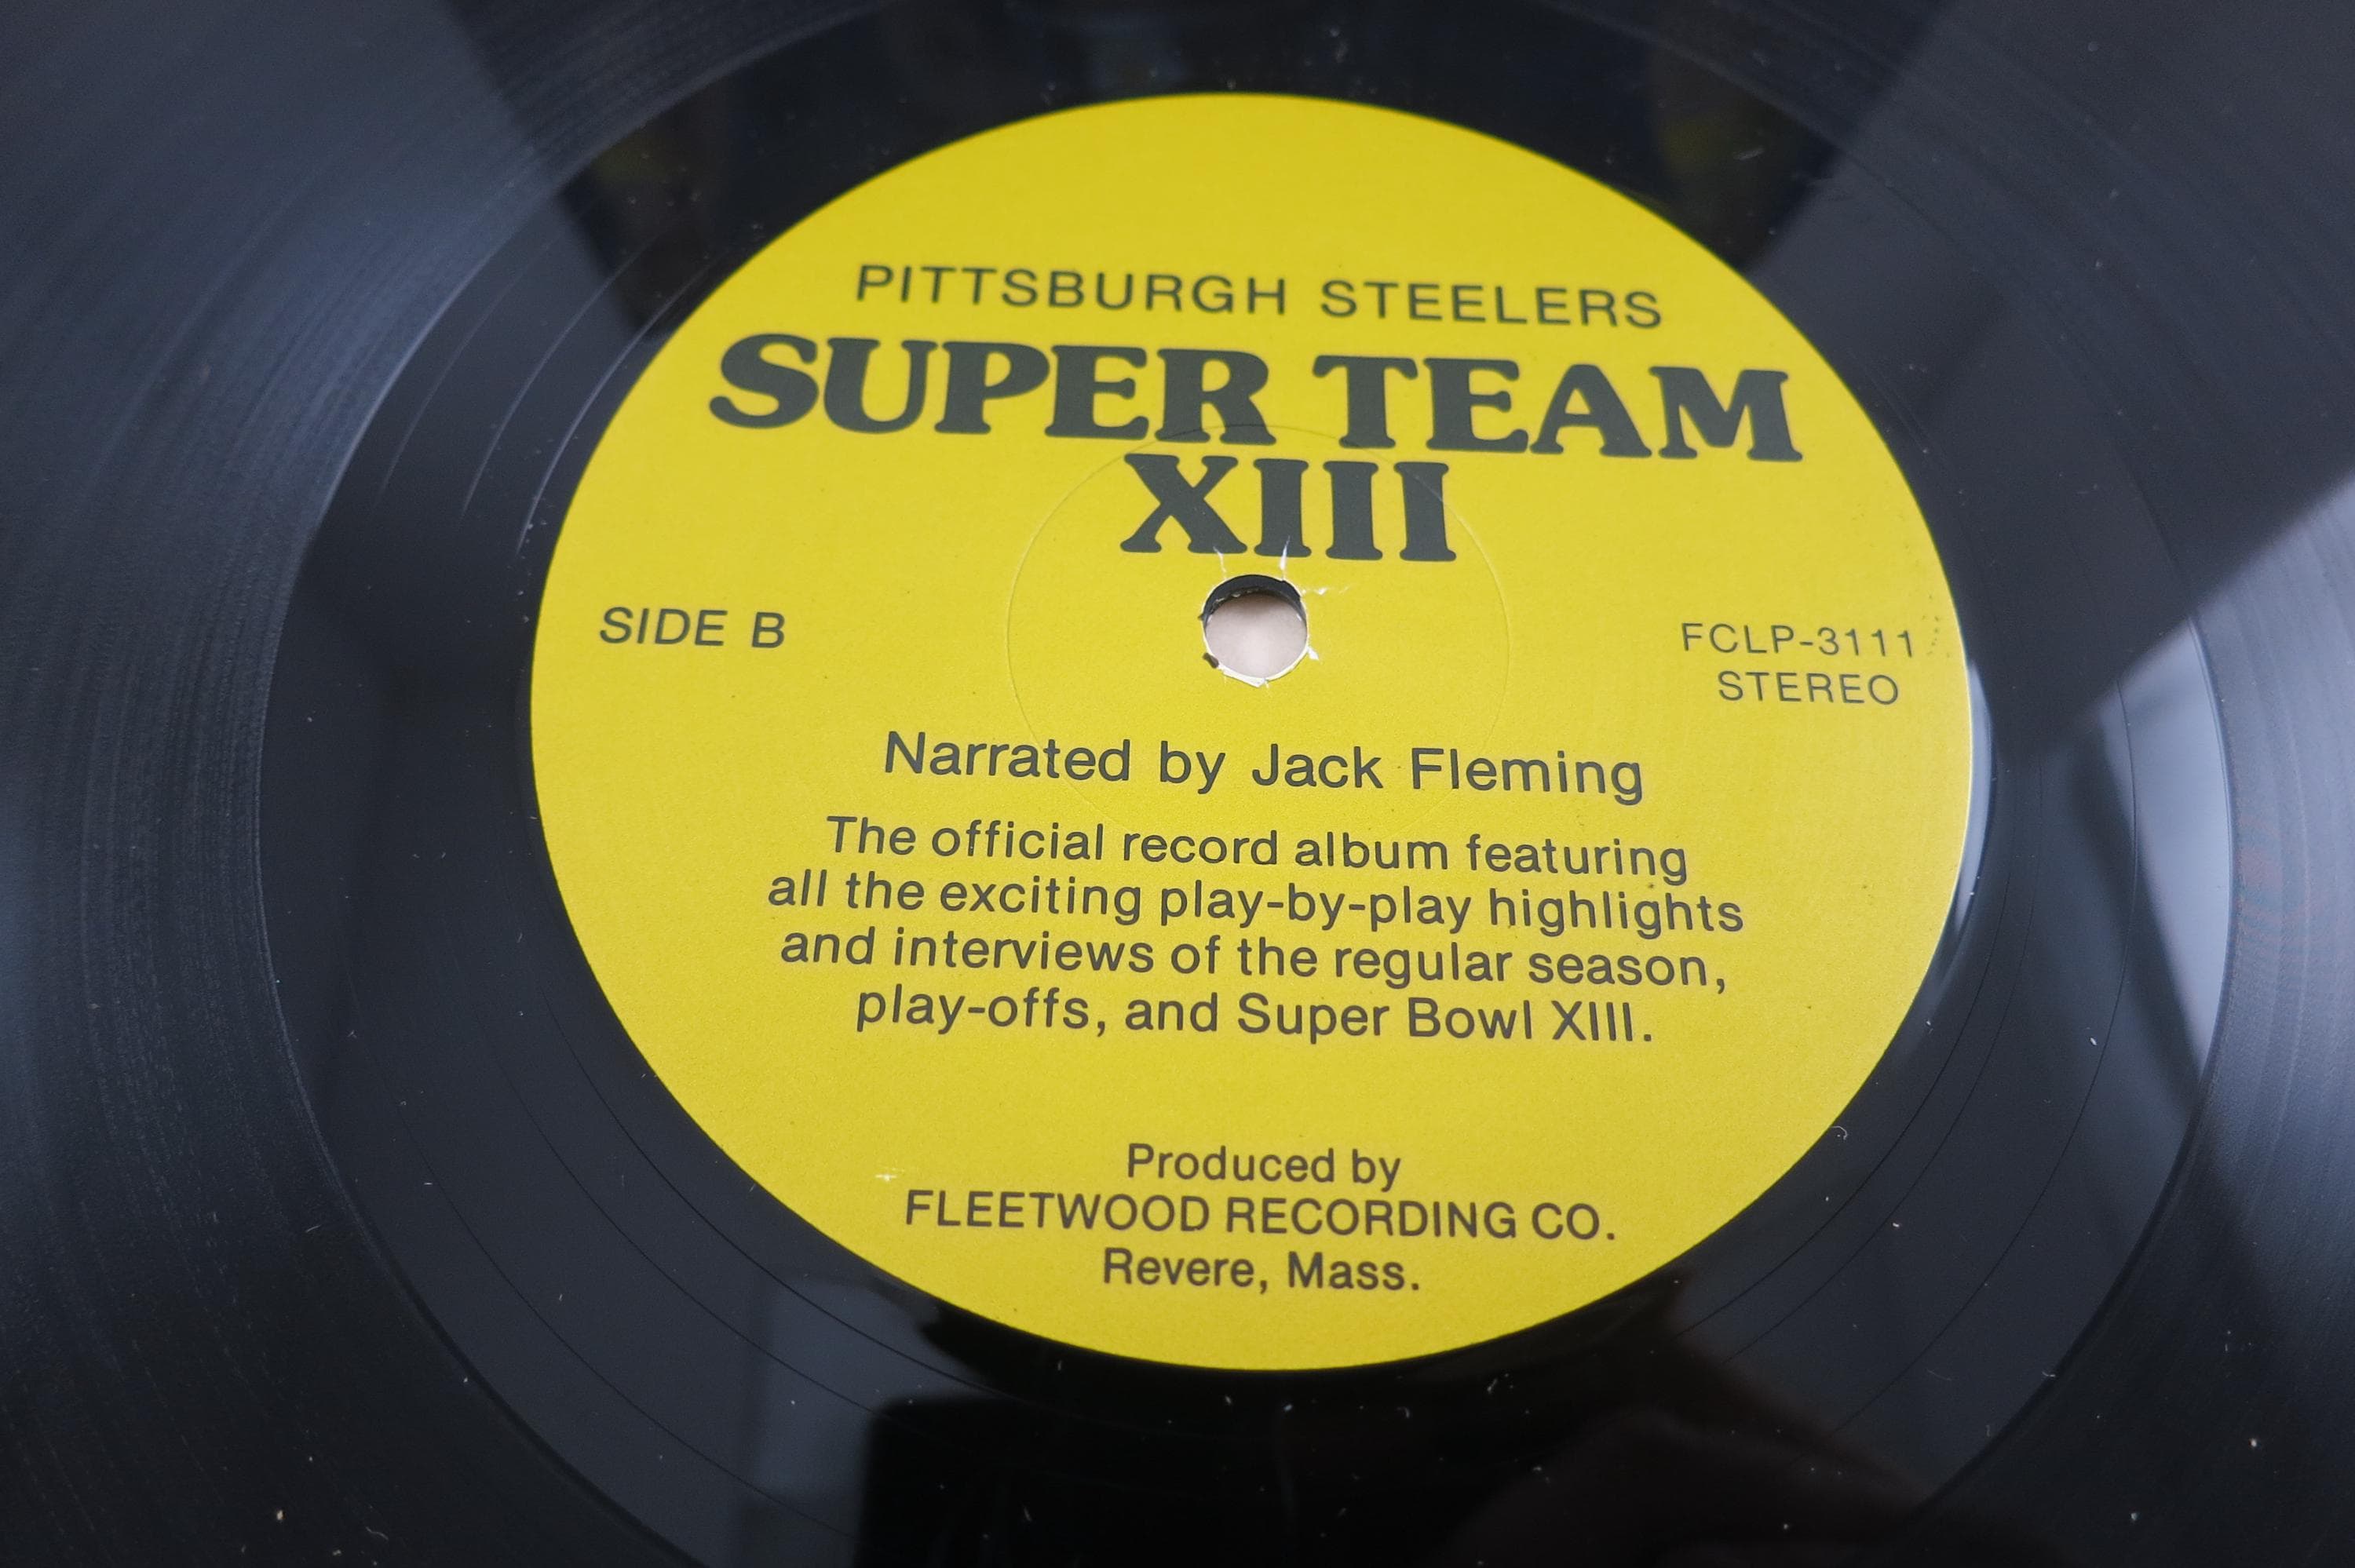 PITTSBURGH STEELERS
SUPER TEAM
XIII
SIDE B
FCLP-3111
STEREO
Narrated by Jack Fleming
The official record album featuring
all the exciting play-by-play highlights
and interviews of the regular season,
play-offs, and Super Bowl XIII.
Produced by
FLEETWOOD RECORDING CO.
Revere, Mass.